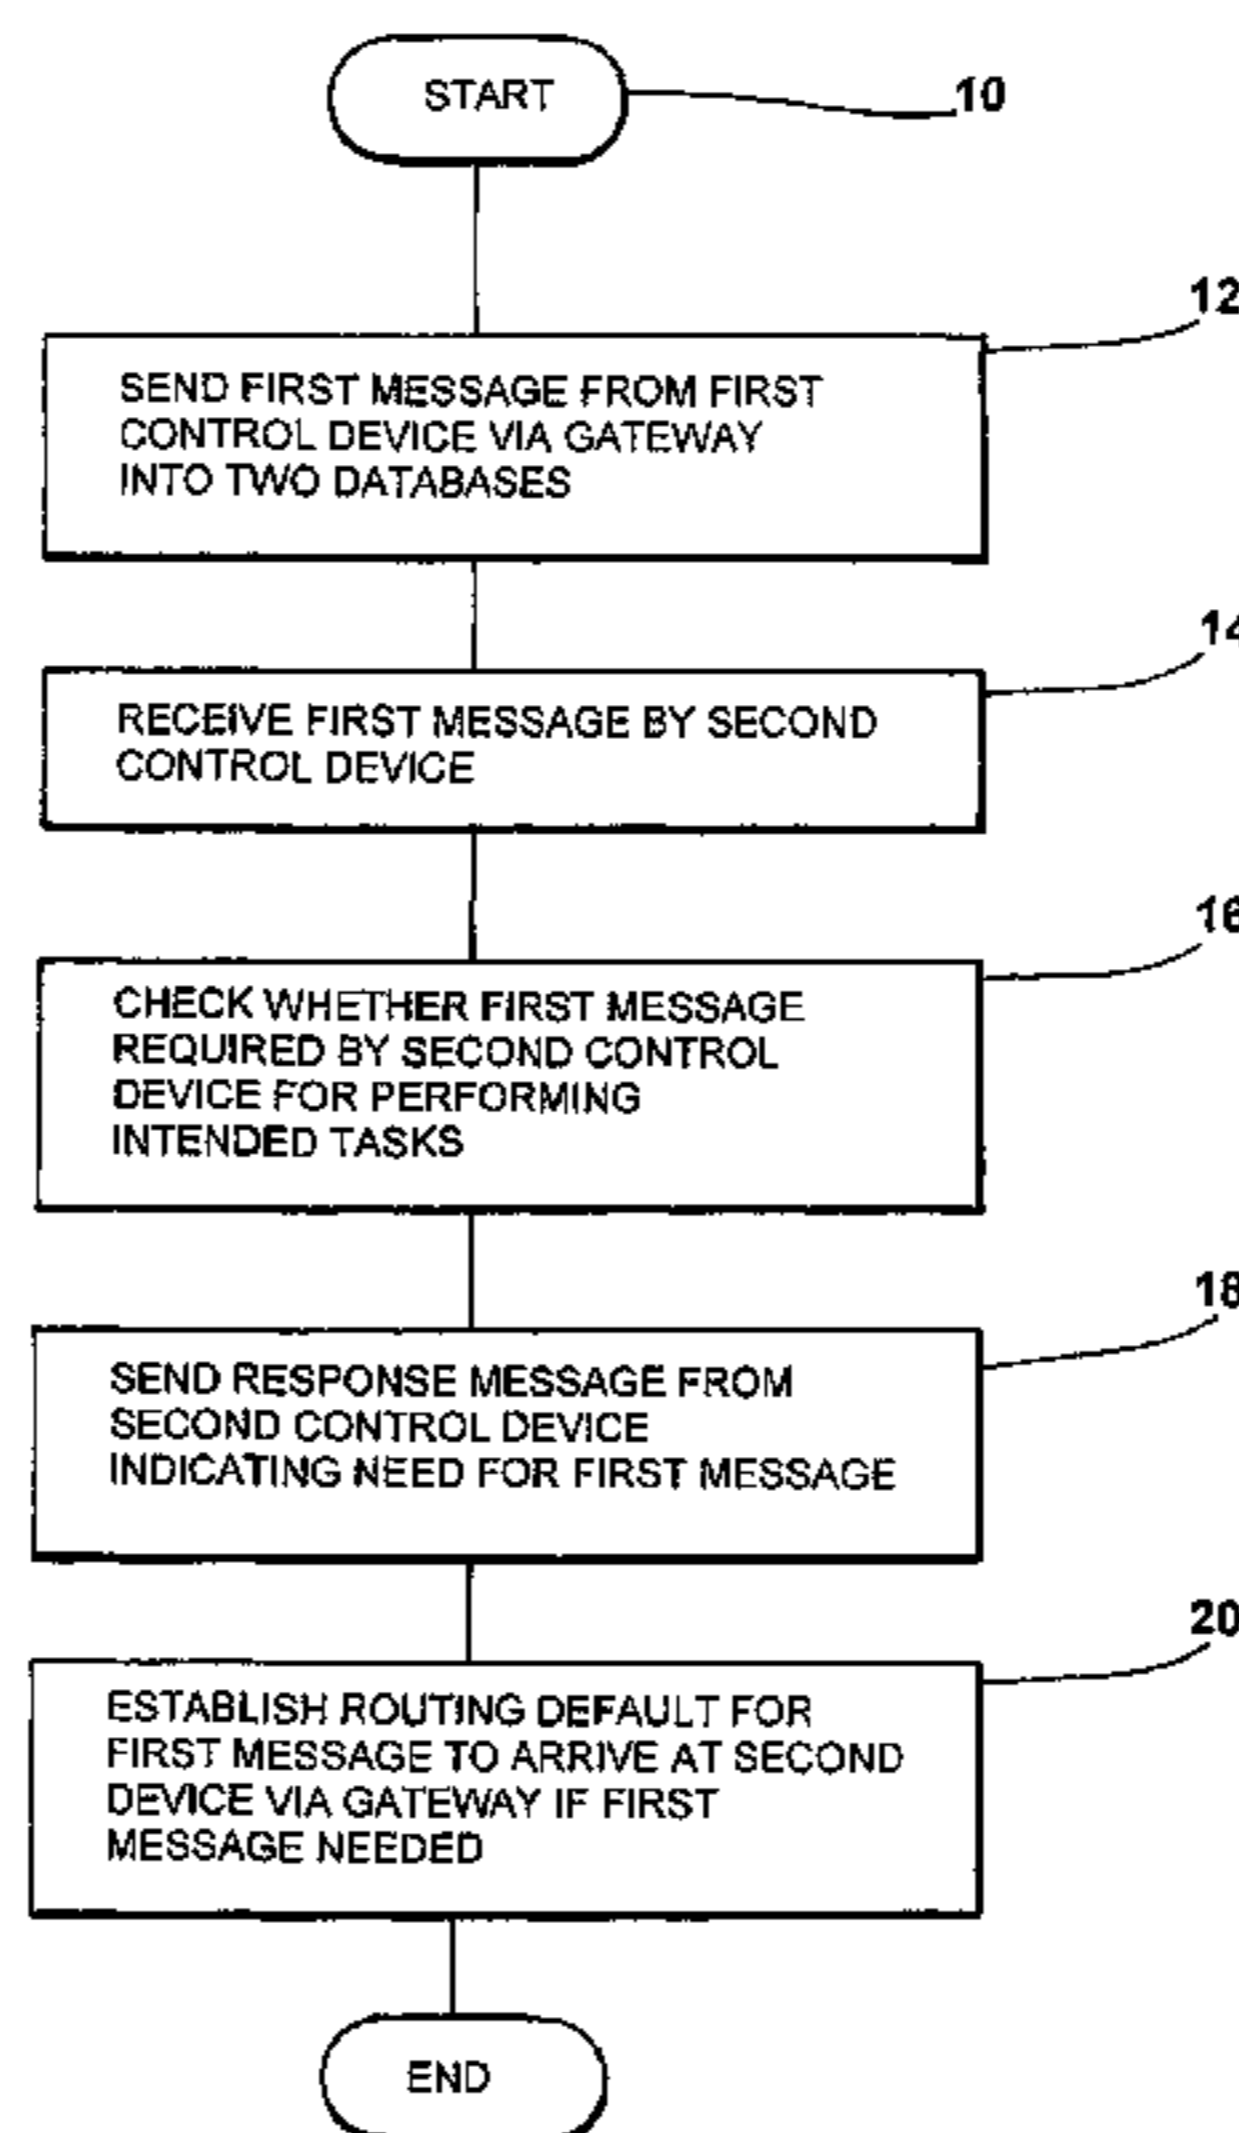 START
10
12
SEND FIRST MESSAGE FROM FIRST
CONTROL DEVICE VIA GATEWAY
INTO TWO DATABASES
14
RECEIVE FIRST MESSAGE BY SECOND
CONTROL DEVICE
16
CHECK WHETHER FIRST MESSAGE
REQUIRED BY SECOND CONTROL
DEVICE FOR PERFORMING
INTENDED TASKS
18
SEND RESPONSE MESSAGE FROM
SECOND CONTROL DEVICE
INDICATING NEED FOR FIRST MESSAGE
20
ESTABLISH ROUTING DEFAULT FOR
FIRST MESSAGE TO ARRIVE AT SECOND
DEVICE VIA GATEWAY IF FIRST
MESSAGE NEEDED
END